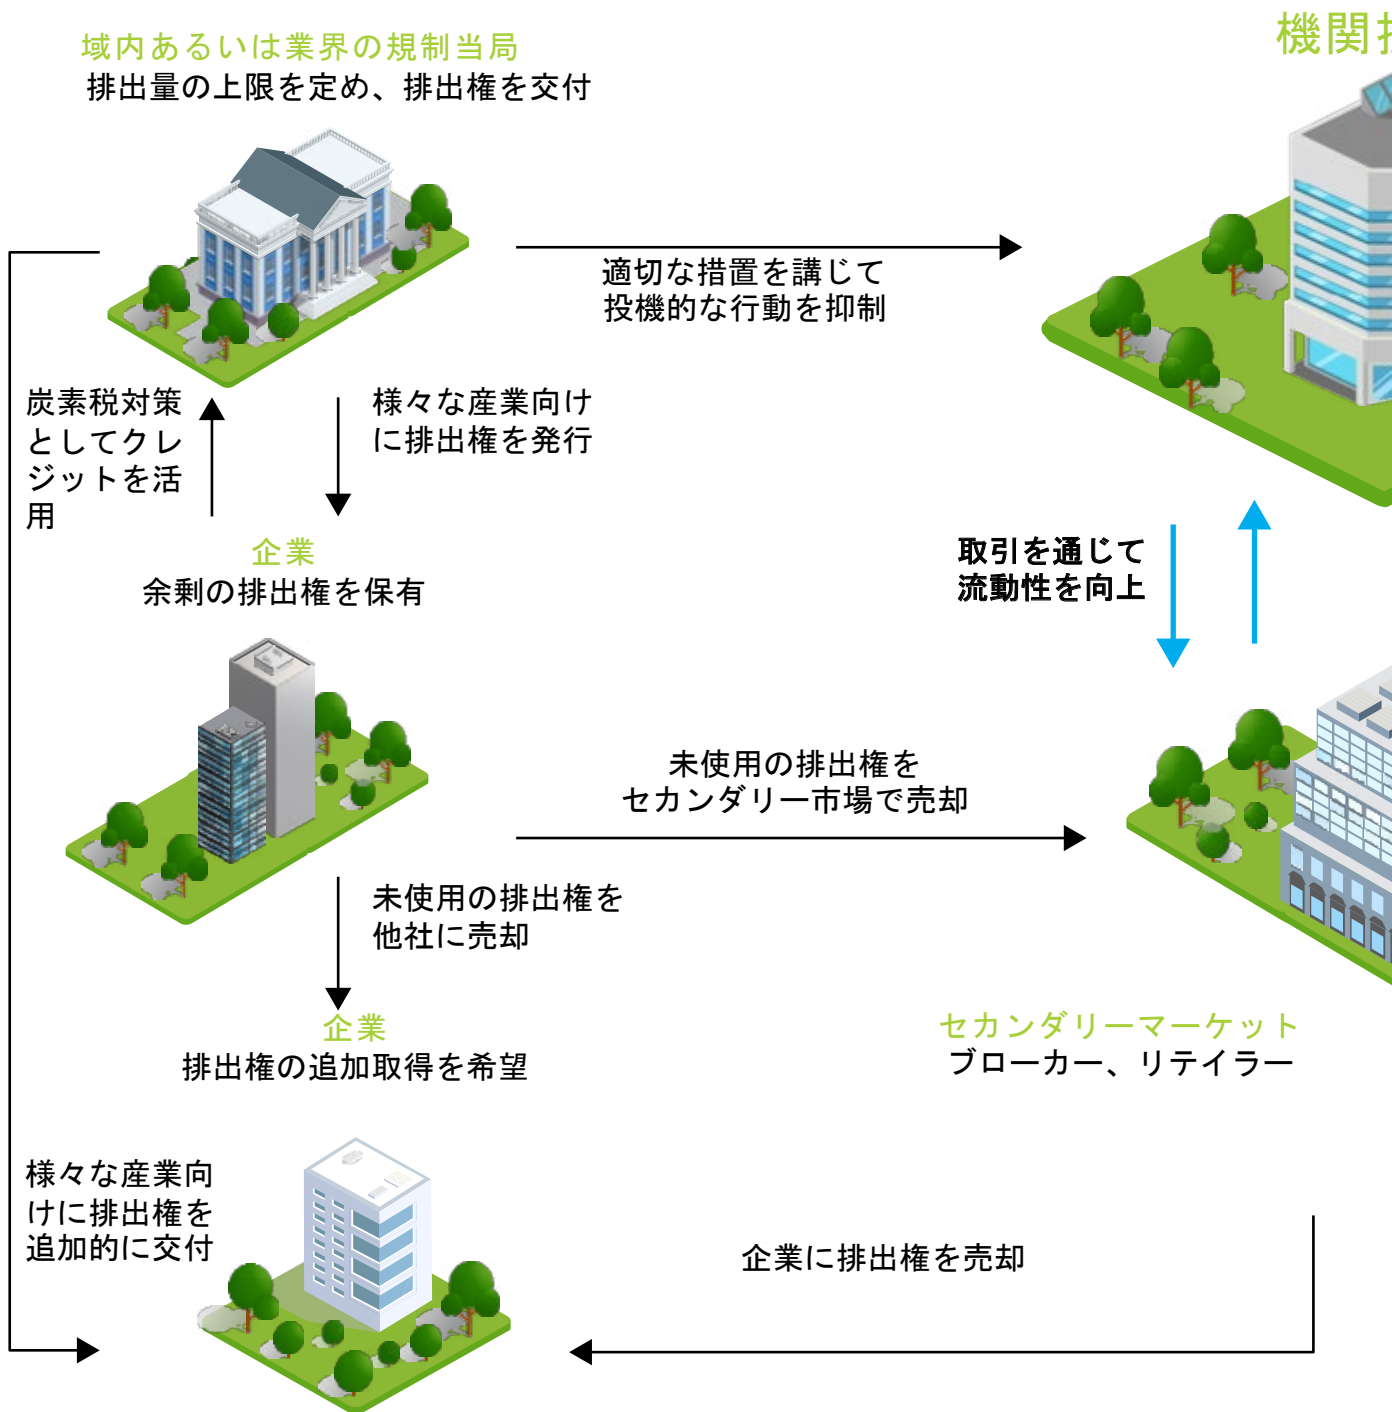 域内あるいは業界の規制当局
排出量の上限を定め、排出権を交付
機関
適切な措置を講じて
投機的な行動を抑制
炭素税対策
としてクレ
ジットを活
用
様々な産業向け
に排出権を発行
企業
余剰の排出権を保有
取引を通じて
流動性を向上
未使用の排出権を
セカンダリー市場で売却
未使用の排出権を
他社に売却
企業
排出権の追加取得を希望
セカンダリーマーケット
ブローカー、リテイラー
様々な産業向
けに排出権を
追加的に交付
企業に排出権を売却